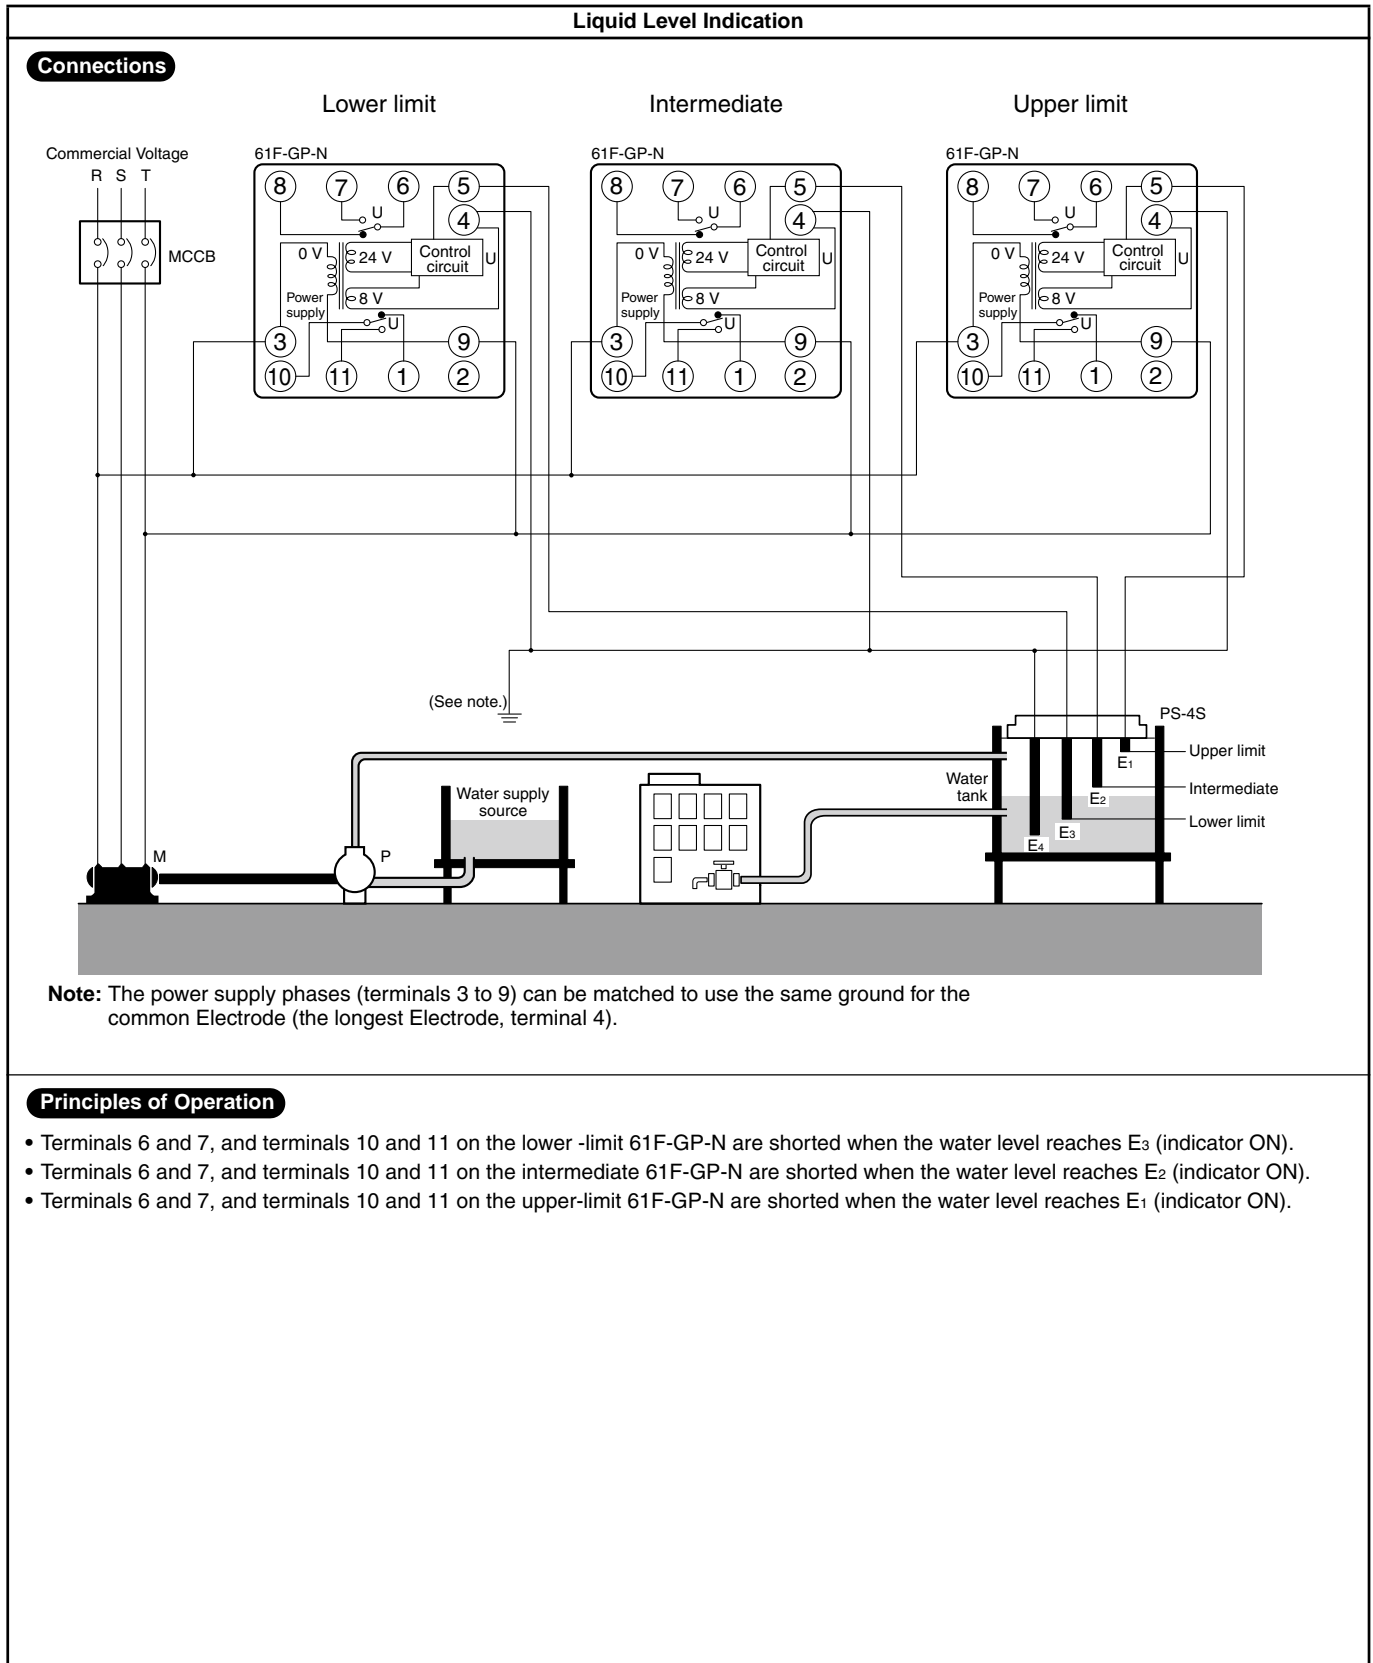 Liquid Level Indication
Connections
Lower limit Intermediate Upper limit
Commercial Voltage
R S T
MCCB
61F-GP-N
8 7 6 5
U 4
0 V 24 V Control circuit U
Power supply 8 V
U
3 9
10 11 1 2
61F-GP-N
8 7 6 5
U 4
0 V 24 V Control circuit U
Power supply 8 V
U
3 9
10 11 1 2
61F-GP-N
8 7 6 5
U 4
0 V 24 V Control circuit U
Power supply 8 V
U
3 9
10 11 1 2
(See note.)
PS-4S
Upper limit
E1
Water
tank
Intermediate
E2
Water supply
source
Lower limit
E3
E4
M
P
Note: The power supply phases (terminals 3 to 9) can be matched to use the same ground for the
common Electrode (the longest Electrode, terminal 4).
Principles of Operation
• Terminals 6 and 7, and terminals 10 and 11 on the lower -limit 61F-GP-N are shorted when the water level reaches E3 (indicator ON).
• Terminals 6 and 7, and terminals 10 and 11 on the intermediate 61F-GP-N are shorted when the water level reaches E2 (indicator ON).
• Terminals 6 and 7, and terminals 10 and 11 on the upper-limit 61F-GP-N are shorted when the water level reaches E1 (indicator ON).